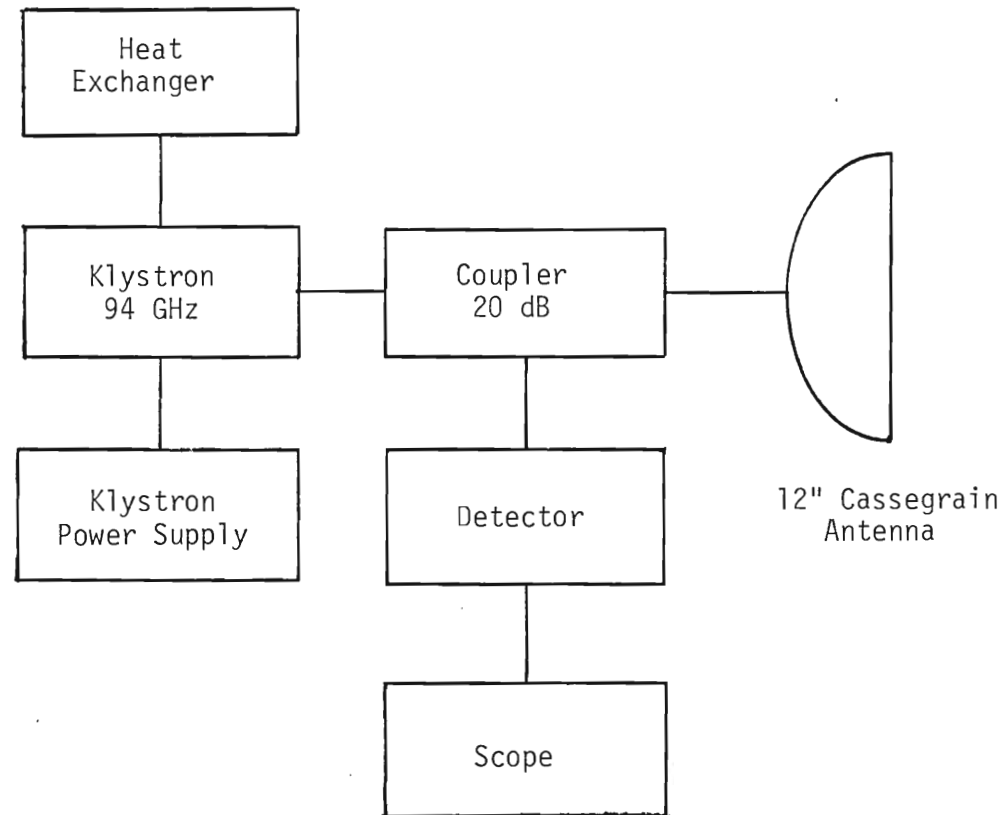 Heat
Exchanger
Klystron
94 GHz
Coupler
20 dB
Klystron
Power Supply
Detector
12" Cassegrain
Antenna
Scope